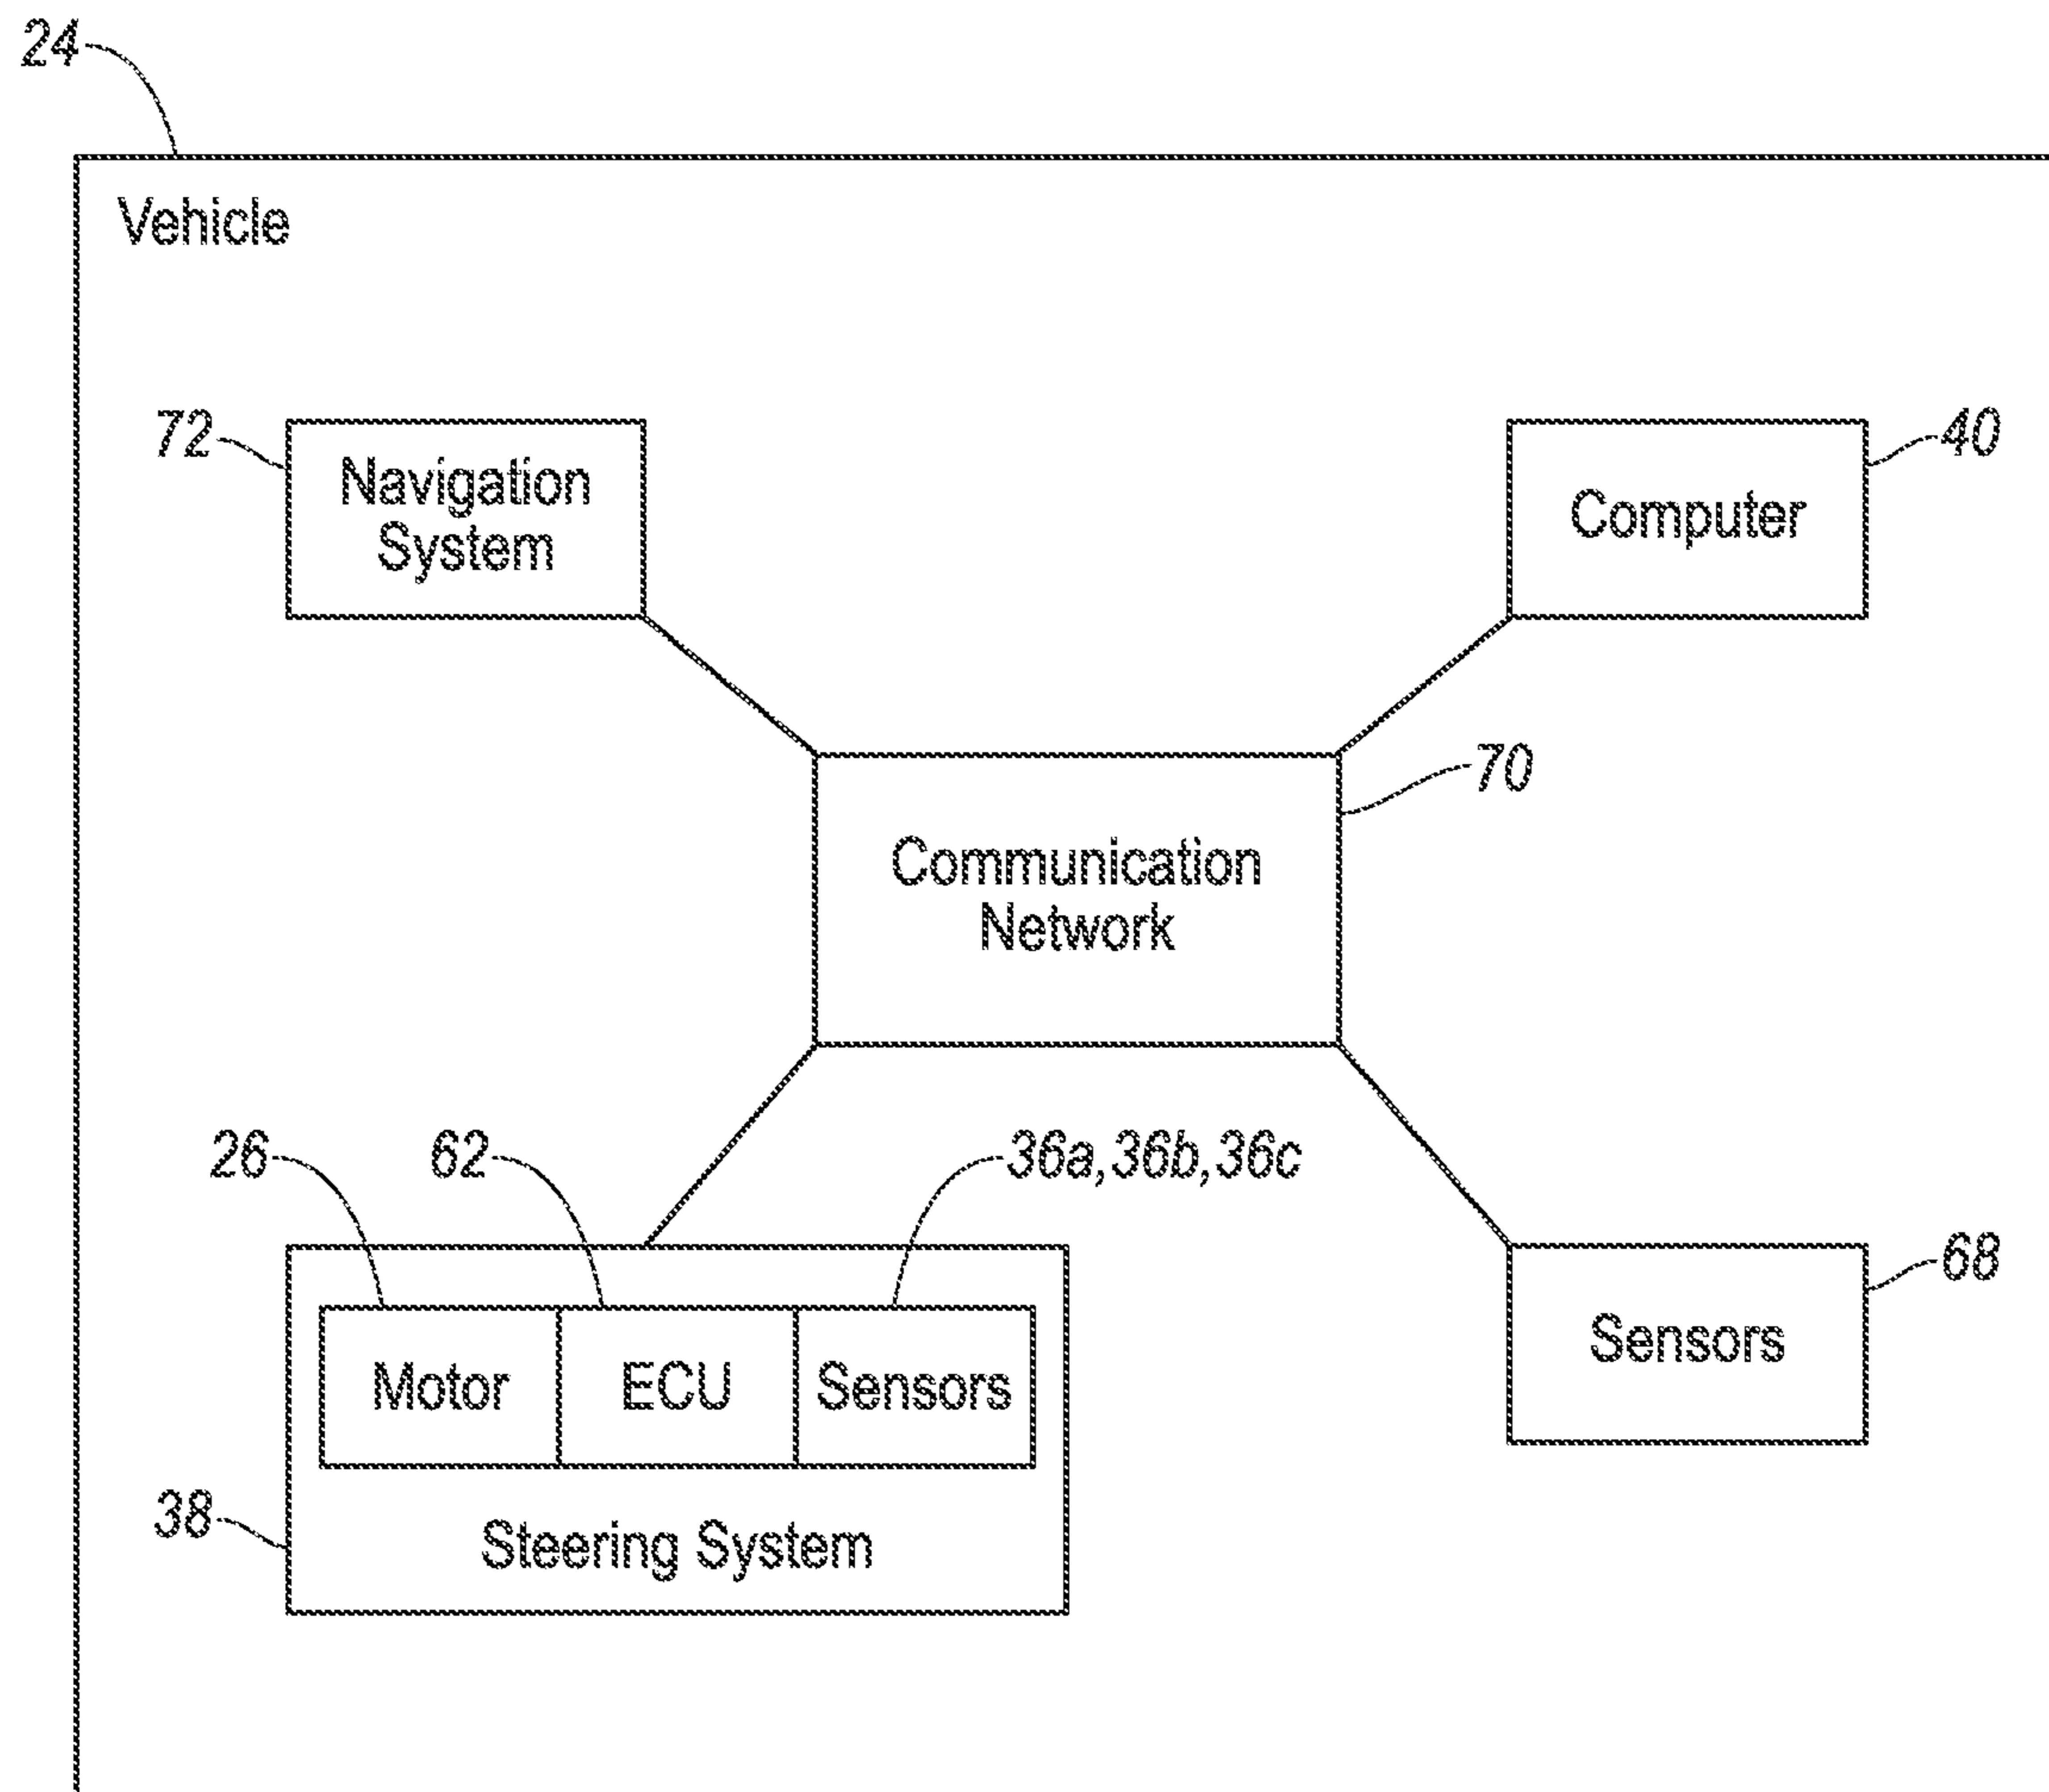 24
Vehicle
72
Navigation
System
40
Computer
70
Communication
Network
26
62
36a,36b,36c
Motor
ECU
Sensors
68
Sensors
38
Steering System